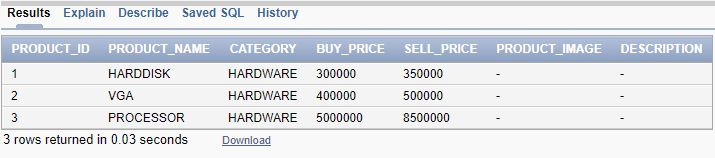 Results Explain Describe Saved SQL History
PRODUCT_ID PRODUCT_NAME CATEGORY BUY_PRICE SELL_PRICE PRODUCT_IMAGE DESCRIPTION
1 HARDDISK HARDWARE 300000 350000 - -
2 VGA HARDWARE 400000 500000 - -
3 PROCESSOR HARDWARE 5000000 8500000 - -
3 rows returned in 0.03 seconds Download